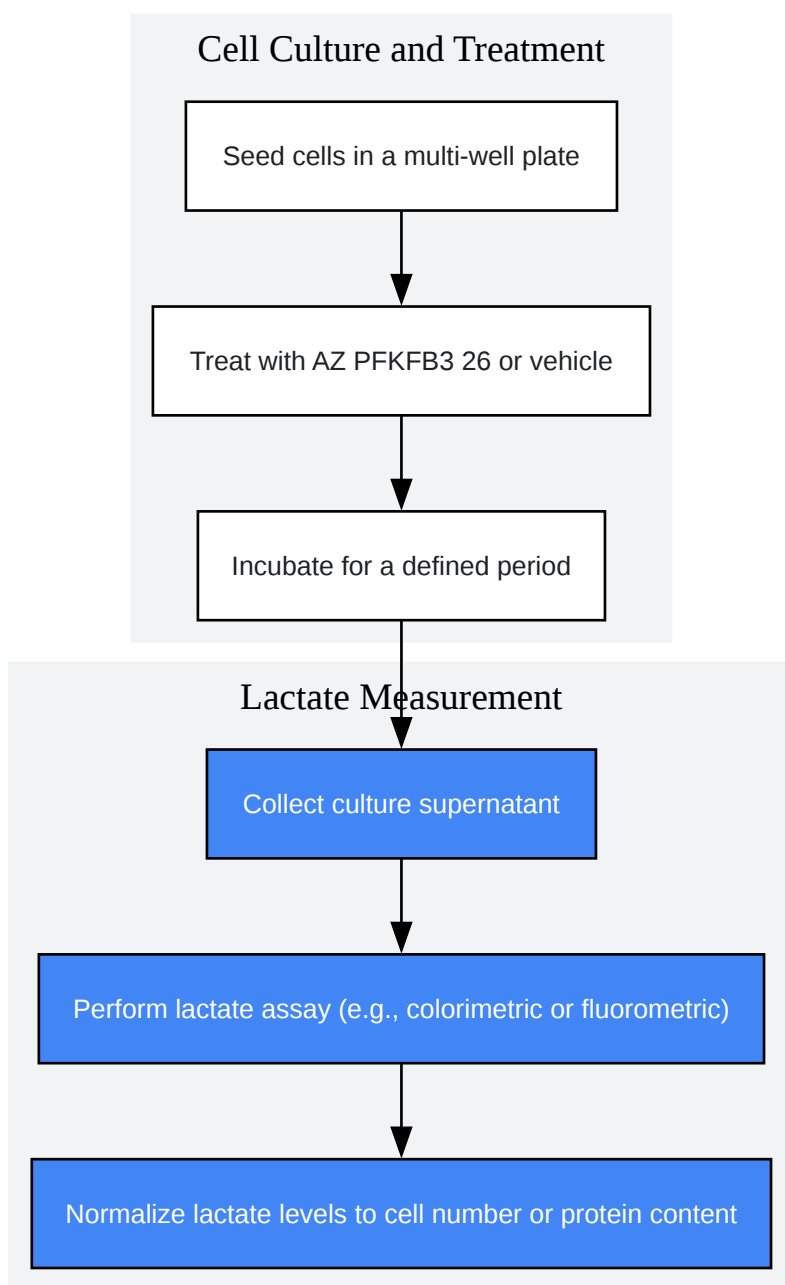 Cell Culture and Treatment
Seed cells in a multi-well plate
Treat with AZ PFKFB3 26 or vehicle
Incubate for a defined period
Lactate Measurement
Collect culture supernatant
Perform lactate assay (e.g., colorimetric or fluorometric)
Normalize lactate levels to cell number or protein content